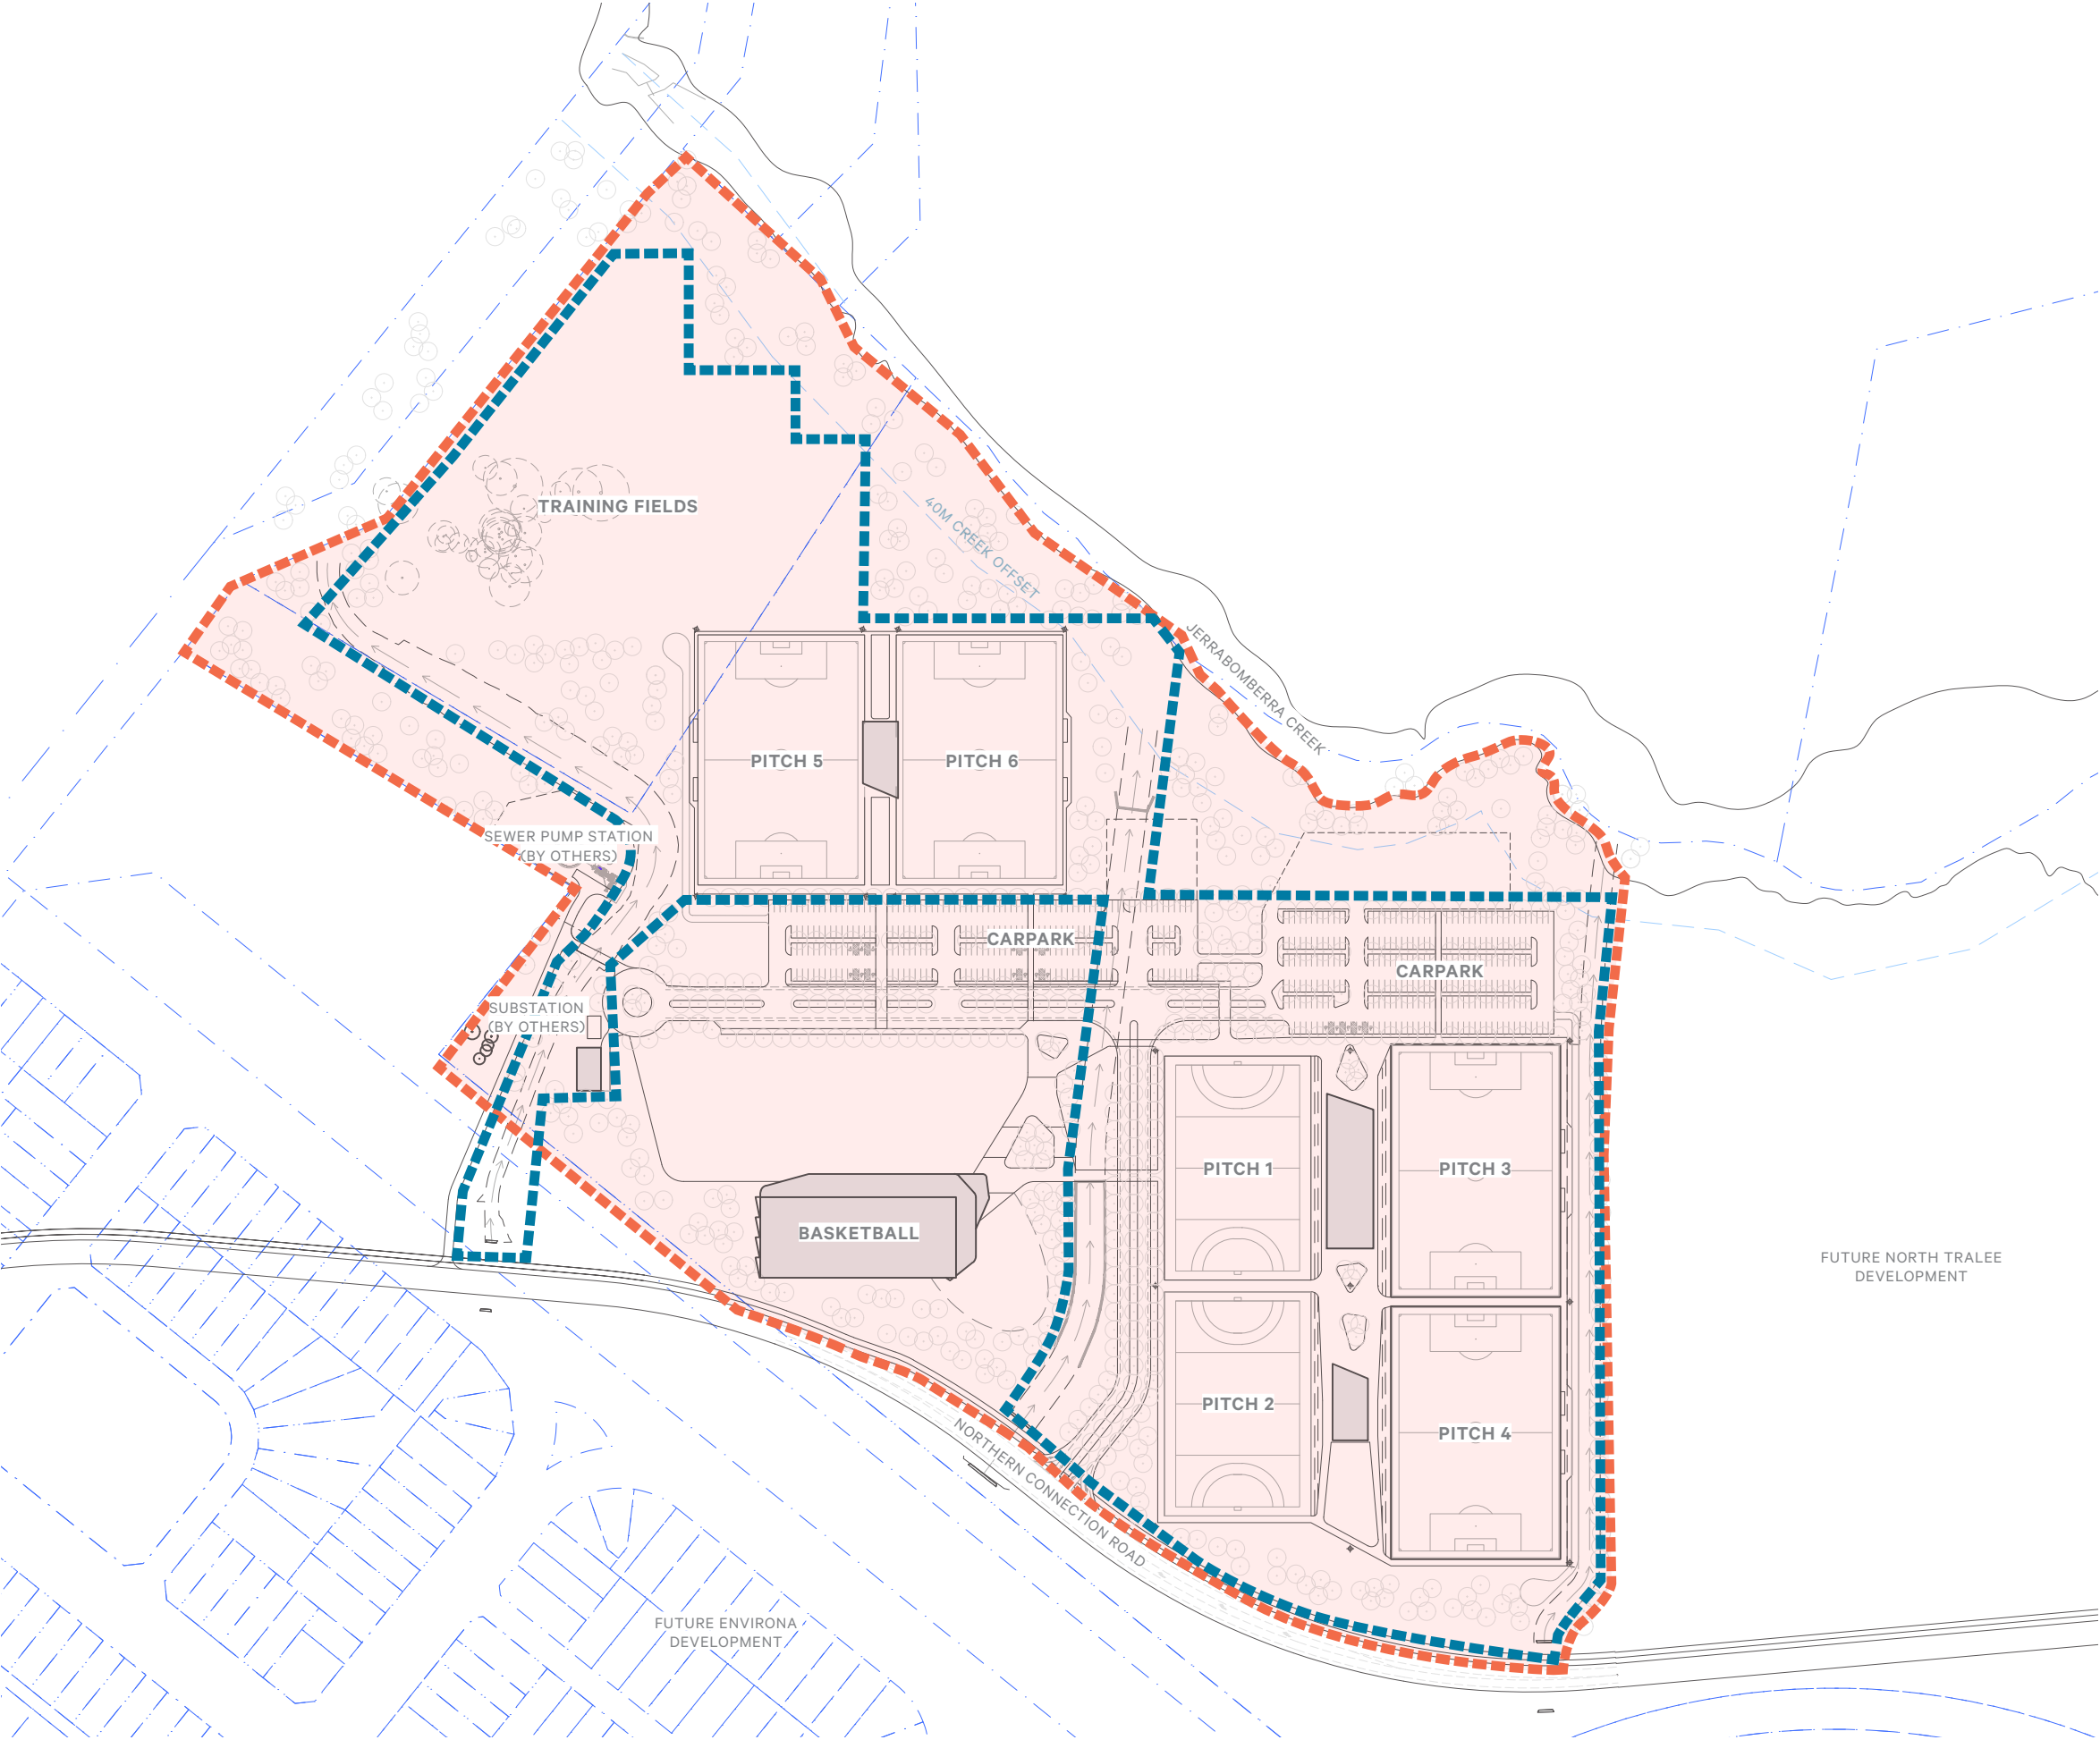 TRAINING FIELDS
40M CREEK OFFSET
JERRABOMBERRA CREEK
PITCH 5
PITCH 6
SEWER PUMP STATION
(BY OTHERS)
CARPARK
CARPARK
SUBSTATION
(BY OTHERS)
PITCH 1
PITCH 3
BASKETBALL
FUTURE NORTH TRALEE
DEVELOPMENT
PITCH 2
PITCH 4
NORTHERN CONNECTION ROAD
FUTURE ENVIRONA
DEVELOPMENT